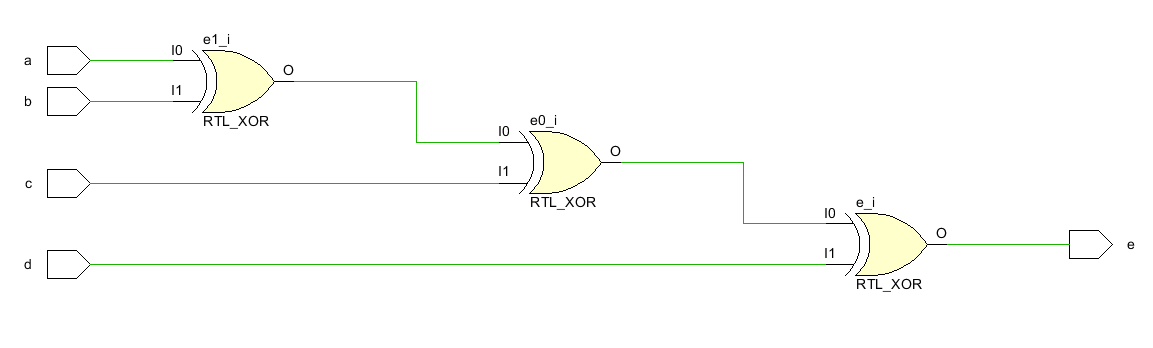 a
b
I0
I1
e1_i
O
RTL_XOR
c
I0
I1
e0_i
O
RTL_XOR
d
I0
I1
e_i
O
RTL_XOR
e